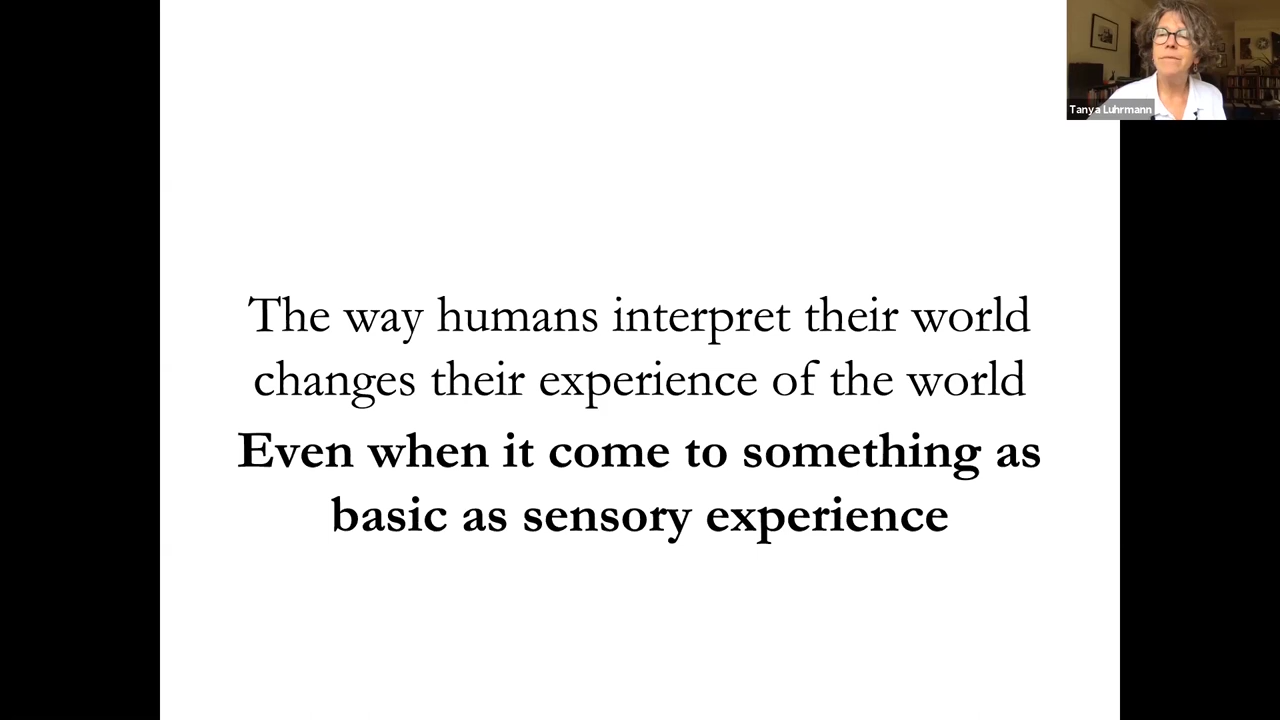 Tanya Luhrmann
The way humans interpret their world
changes their experience of the world
Even when it come to something as
basic as sensory experience